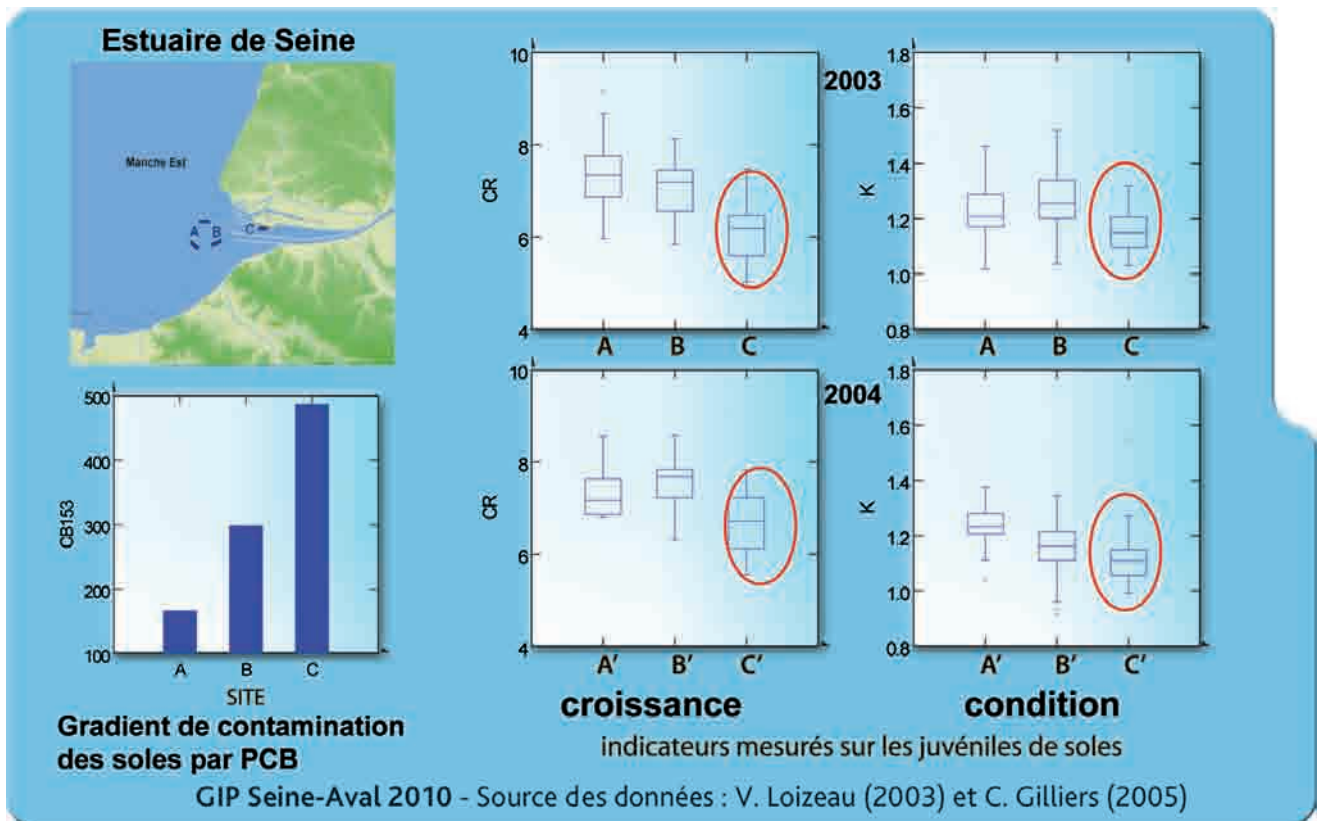 Estuaire de Seine
Manche Est
A B C
500
400
300
200
100
CB153
A B C
SITE
Gradient de contamination
des soles par PCB
10
8
6
4
CR
A B C
2003
1.8
1.6
1.4
1.2
1.0
0.8
K
A B C
10
8
6
4
CR
A' B' C'
2004
1.8
1.6
1.4
1.2
1.0
0.8
K
A' B' C'
croissance
condition
indicateurs mesurés sur les juvéniles de soles
GIP Seine-Aval 2010 - Source des données : V. Loizeau (2003) et C. Gilliers (2005)